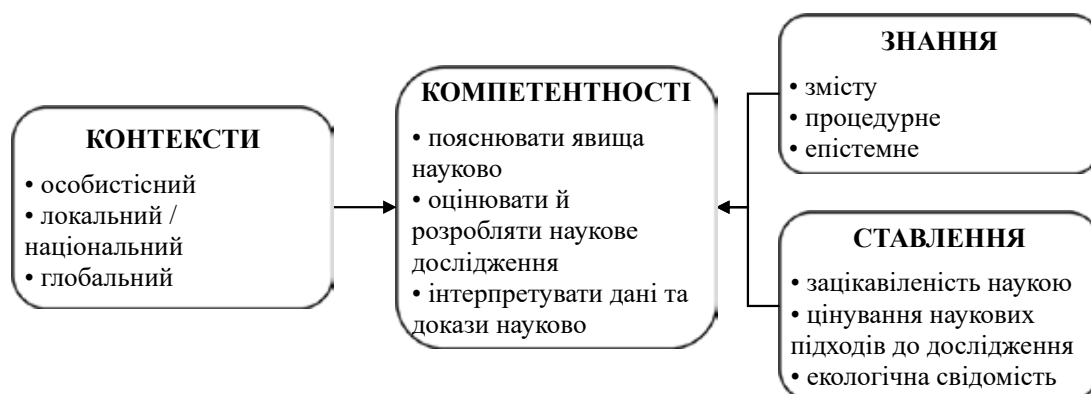 КОНТЕКСТИ
• особистісний
• локальний /
національний
• глобальний
КОМПЕТЕНТНОСТІ
• пояснювати явища
науково
• оцінювати й
розробляти наукове
дослідження
• інтерпретувати дані та
докази науково
ЗНАННЯ
• змісту
• процедурне
• епістемне
СТАВЛЕННЯ
• зацікавіленість наукою
• цінування наукових
підходів до дослідження
• екологічна свідомість